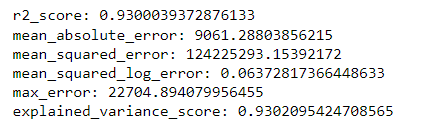 r2_score: 0.9300039372876133
mean_absolute_error: 9061.28803856215
mean_squared_error: 124225293.15392172
mean_squared_log_error: 0.06372817366448633
max_error: 22704.894079956455
explained_variance_score: 0.9302095424708565